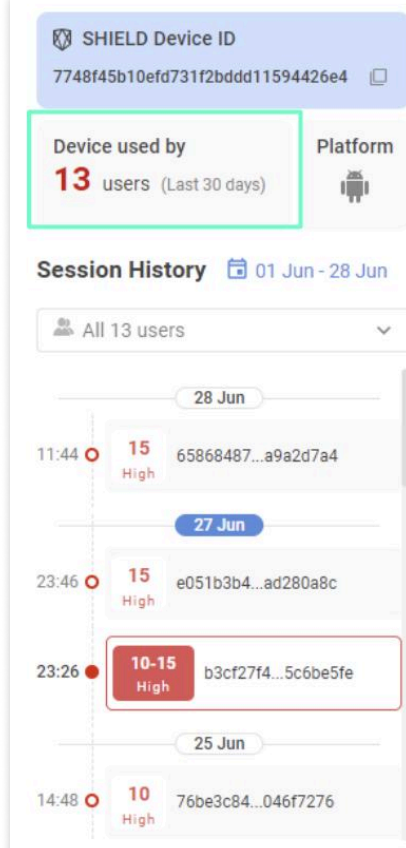 SHIELD Device ID
7748f45b10efd731f2bddd11594426e4
Device used by
13 users (Last 30 days)
Platform
Session History 01 Jun - 28 Jun
All 13 users
28 Jun
11:44 15 65868487...a9a2d7a4
High
27 Jun
23:46 15 e051b3b4...ad280a8c
High
23:26 10-15 b3cf27f4...5c6be5fe
High
25 Jun
14:48 10 76be3c84...046f7276
High